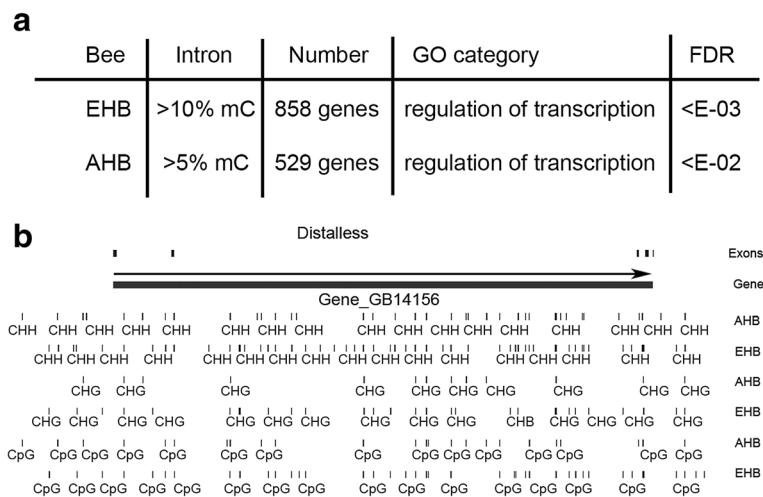 a
Bee Intron Number GO category FDR
EHB >10% mC 858 genes regulation of transcription <E-03
AHB >5% mC 529 genes regulation of transcription <E-02
b
Distalless
Exons
Gene
Gene_GB14156
CHH CHH CHH CHH CHH CHH CHH CHH CHH CHH CHH CHH CHH CHH CHH CHH CHH AHB
CHH CHH CHH CHH CHH CHH CHH CHH CHH CHH CHH CHH CHH CHH CHH CHH CHH EHB
CHG CHG CHG CHG CHG CHG CHG CHG CHG CHG AHB
CHG CHG CHG CHG CHG CHG CHG CHG CHG CHG CHB CHG CHG CHG CHG EHB
CpG CpG CpG CpG CpG CpG CpG CpG CpG CpG CpG CpG CpG CpG CpG AHB
CpG CpG CpG CpG CpG CpG CpG CpG CpG CpG CpG CpG CpG CpG CpG CpG EHB